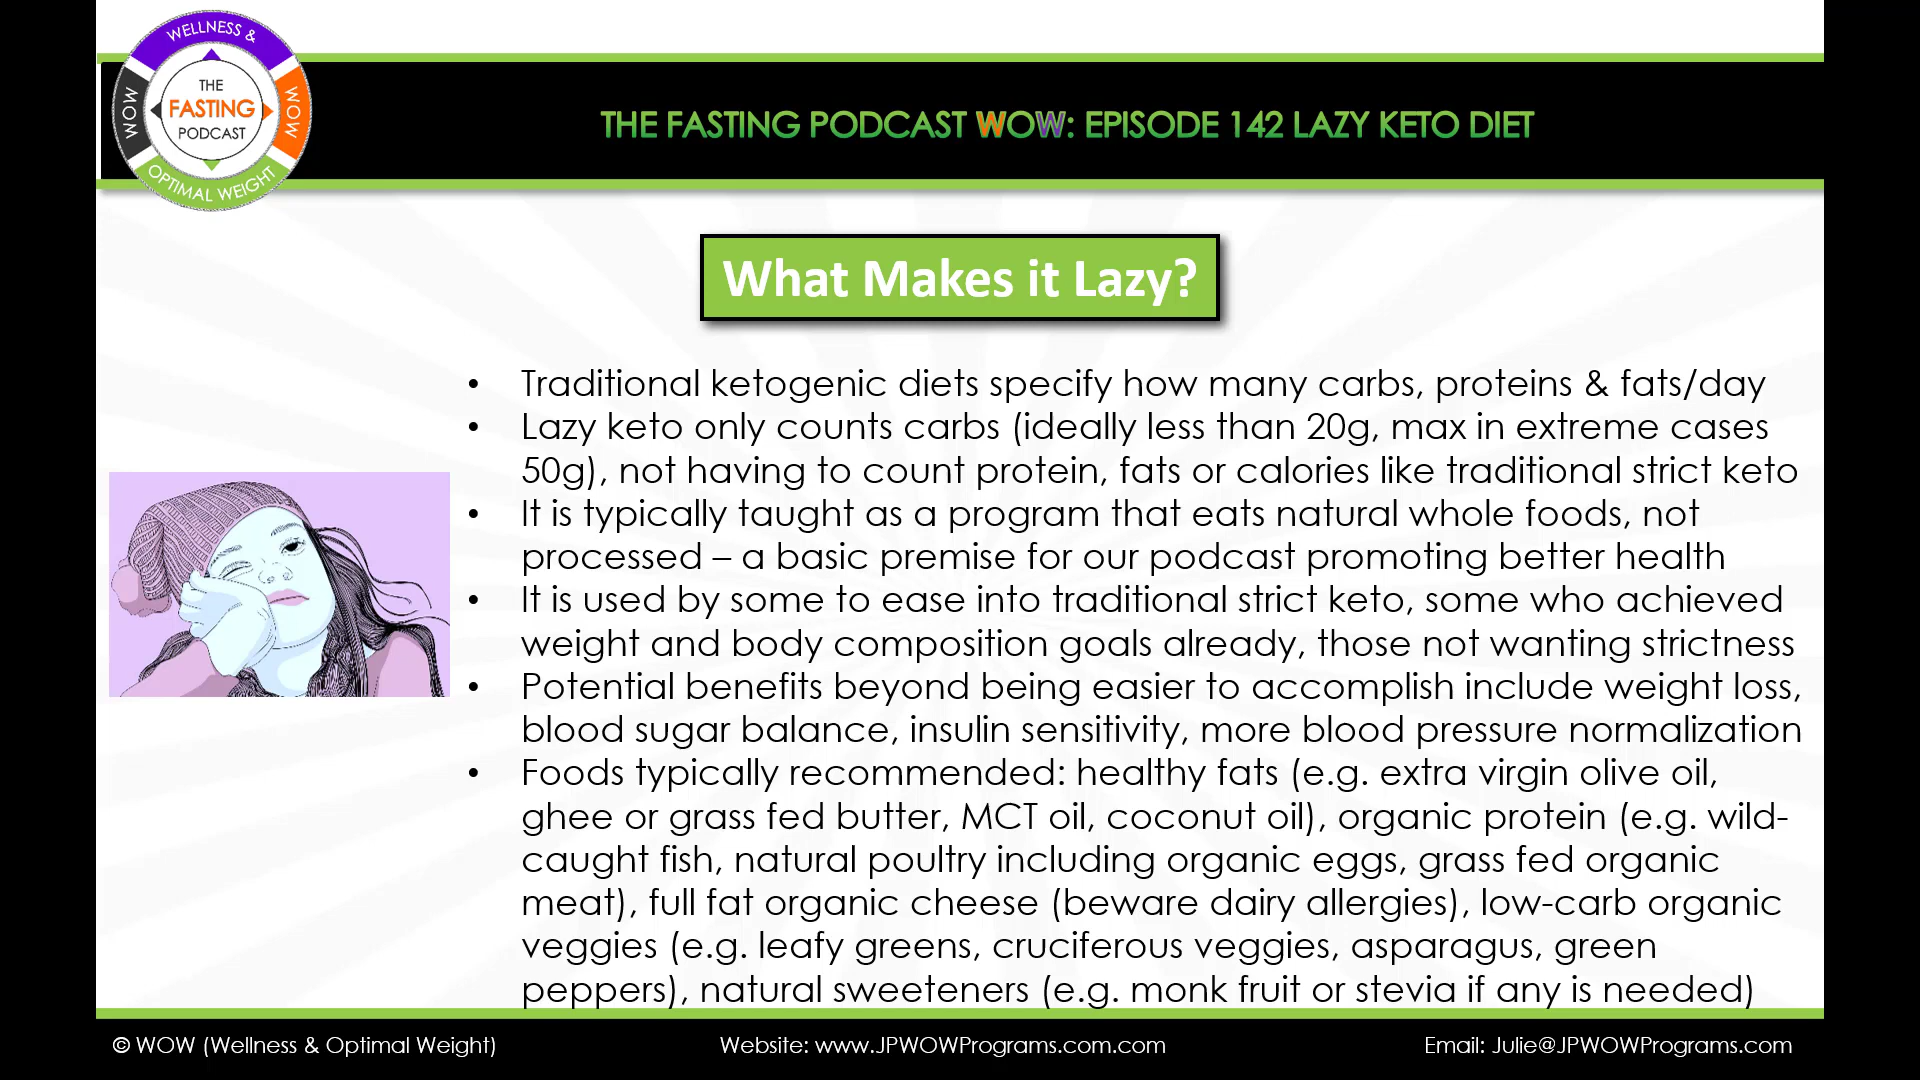 WELLNESS &
WOW
THE
FASTING
PODCAST
WOW
OPTIMAL WEIGHT
THE FASTING PODCAST WOW: EPISODE 142 LAZY KETO DIET
What Makes it Lazy?
• Traditional ketogenic diets specify how many carbs, proteins & fats/day
• Lazy keto only counts carbs (ideally less than 20g, max in extreme cases
50g), not having to count protein, fats or calories like traditional strict keto
• It is typically taught as a program that eats natural whole foods, not
processed – a basic premise for our podcast promoting better health
• It is used by some to ease into traditional strict keto, some who achieved
weight and body composition goals already, those not wanting strictness
• Potential benefits beyond being easier to accomplish include weight loss,
blood sugar balance, insulin sensitivity, more blood pressure normalization
• Foods typically recommended: healthy fats (e.g. extra virgin olive oil,
ghee or grass fed butter, MCT oil, coconut oil), organic protein (e.g. wild-
caught fish, natural poultry including organic eggs, grass fed organic
meat), full fat organic cheese (beware dairy allergies), low-carb organic
veggies (e.g. leafy greens, cruciferous veggies, asparagus, green
peppers), natural sweeteners (e.g. monk fruit or stevia if any is needed)
© WOW (Wellness & Optimal Weight)
Website: www.JPWOWPrograms.com.com
Email: Julie@JPWOWPrograms.com